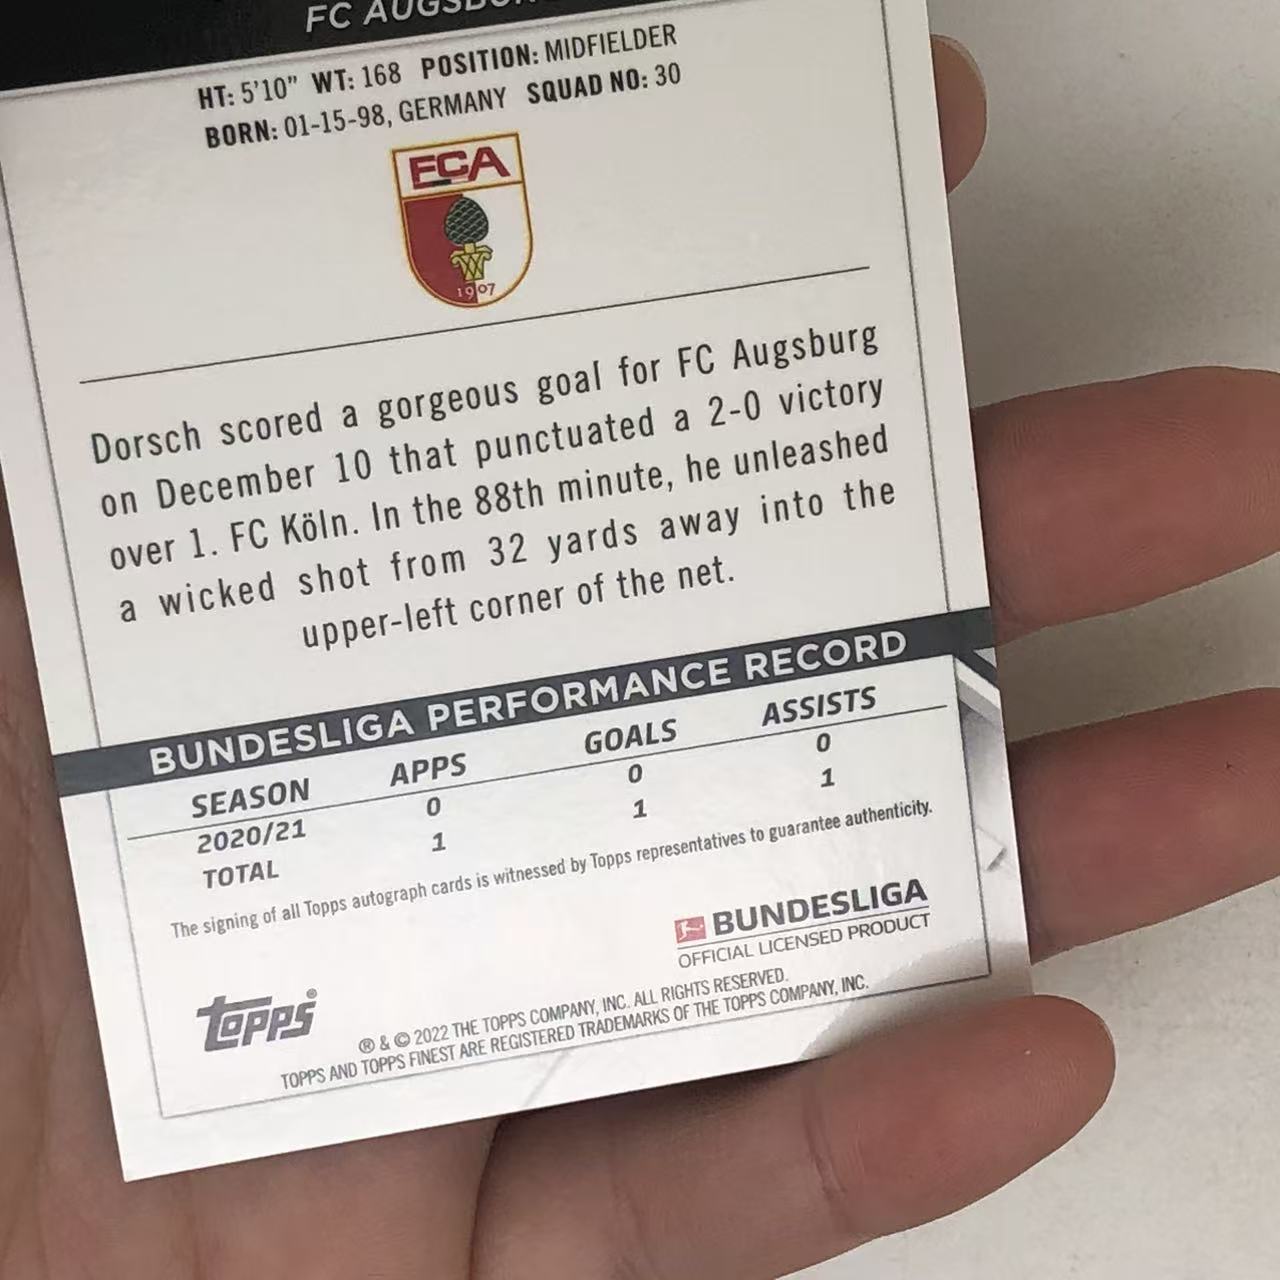 FC AUGSBUR
HT: 5'10" WT: 168 POSITION: MIDFIELDER
BORN: 01-15-98, GERMANY SQUAD NO: 30
FCA
1907
Dorsch scored a gorgeous goal for FC Augsburg
on December 10 that punctuated a 2-0 victory
over 1. FC Köln. In the 88th minute, he unleashed
a wicked shot from 32 yards away into the
upper-left corner of the net.
BUNDESLIGA PERFORMANCE RECORD
SEASON APPS GOALS ASSISTS
2020/21 0 0 0
TOTAL 1 1 1
The signing of all Topps autograph cards is witnessed by Topps representatives to guarantee authenticity.
BUNDESLIGA
OFFICIAL LICENSED PRODUCT
topps®
® & © 2022 THE TOPPS COMPANY, INC. ALL RIGHTS RESERVED.
TOPPS AND TOPPS FINEST ARE REGISTERED TRADEMARKS OF THE TOPPS COMPANY, INC.